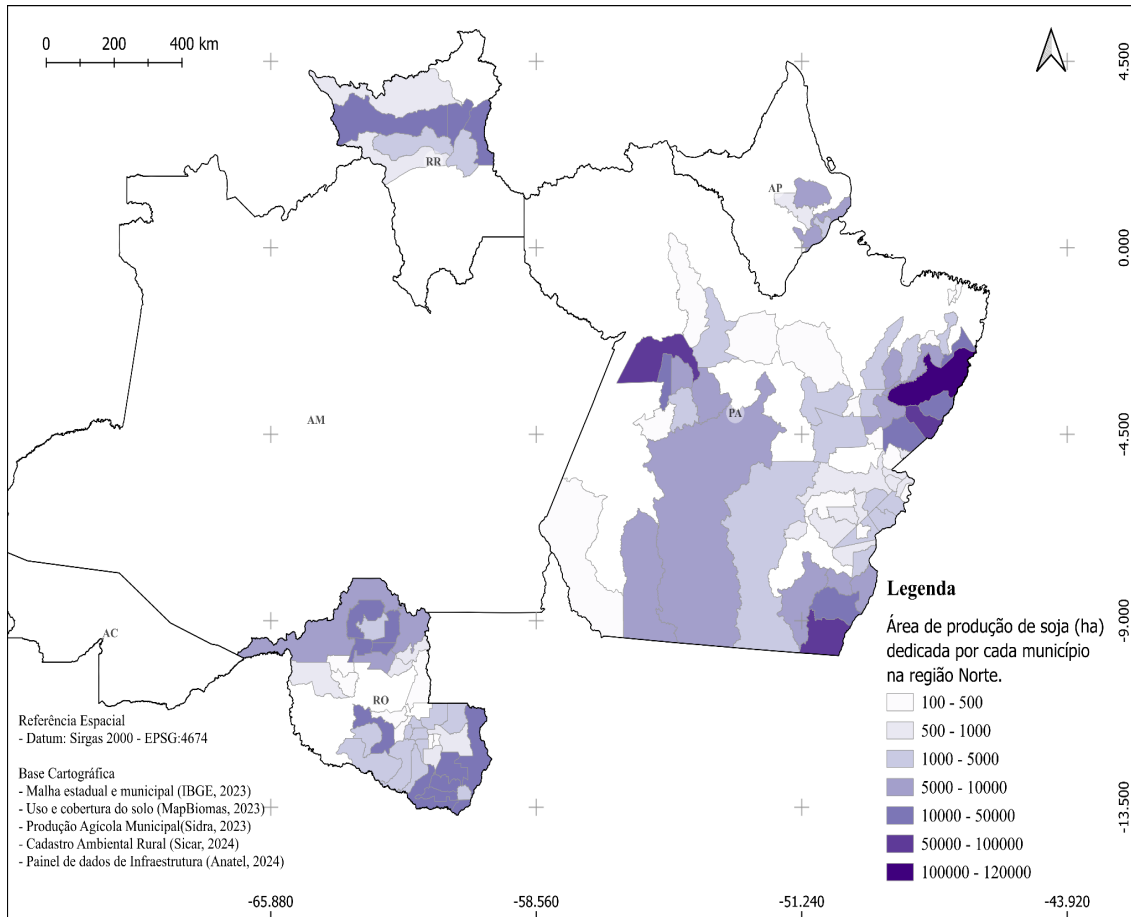 0 200 400 km
4.500
RR
AP
0.000
AM
PA
-4.500
AC
RO
-9.000
Legenda
Área de produção de soja (ha)
dedicada por cada município
na região Norte.
100 - 500
500 - 1000
1000 - 5000
5000 - 10000
10000 - 50000
50000 - 100000
100000 - 120000
Referência Espacial
- Datum: Sirgas 2000 - EPSG:4674
Base Cartográfica
- Malha estadual e municipal (IBGE, 2023)
- Uso e cobertura do solo (MapBiomas, 2023)
- Produção Agicola Municipal(Sidra, 2023)
- Cadastro Ambiental Rural (Sicar, 2024)
- Painel de dados de Infraestrutura (Anatel, 2024)
-13.500
-65.880 -58.560 -51.240 -43.920